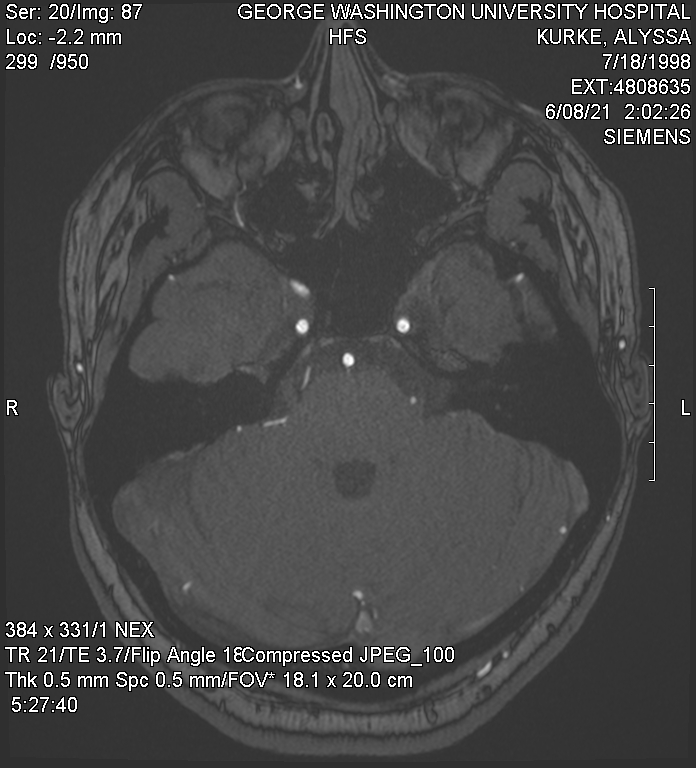 Ser: 20/Img: 87
Loc: -2.2 mm
299 /950
HFS
GEORGE WASHINGTON UNIVERSITY HOSPITAL
KURKE, ALYSSA
7/18/1998
EXT:4808635
6/08/21 2:02:26
SIEMENS
R
L
384 x 331/1 NEX
TR 21/TE 3.7/Flip Angle 18Compressed JPEG_100
Thk 0.5 mm Spc 0.5 mm/FOV* 18.1 x 20.0 cm
5:27:40